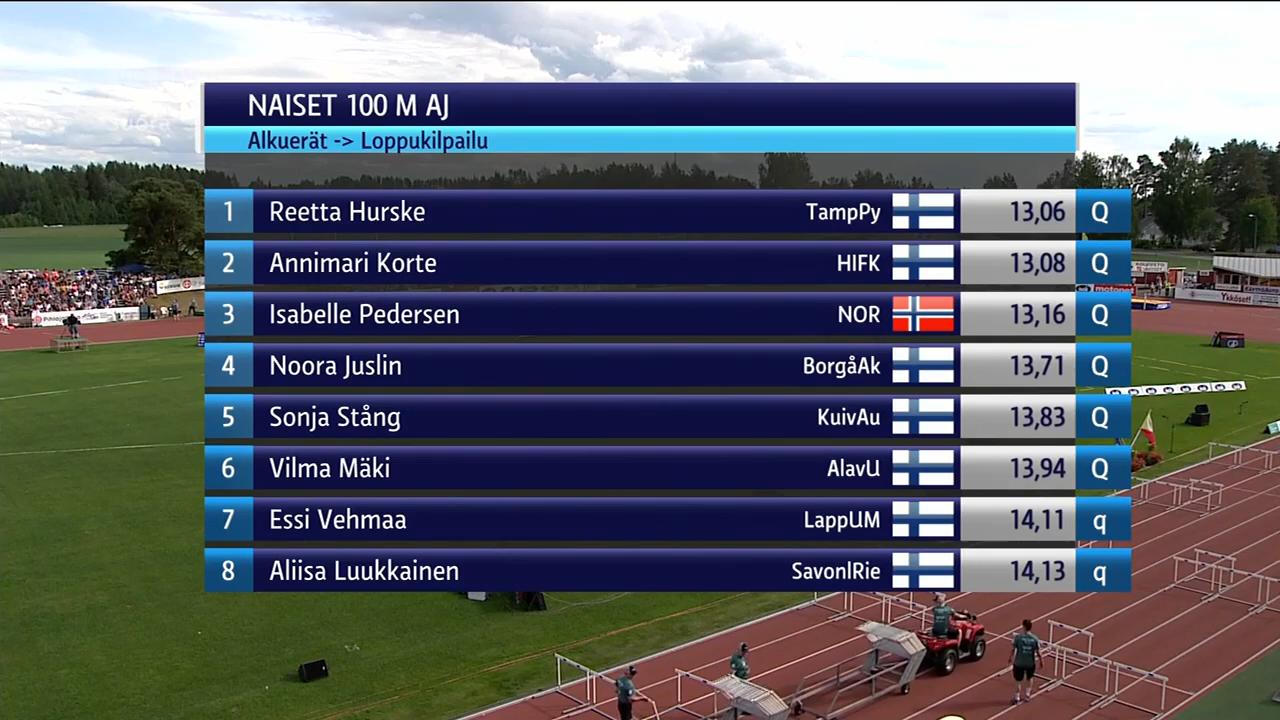 NAISET 100 M AJ
Alkuerät -> Loppukilpailu
1 Reetta Hurske TampPy 13,06 Q
2 Annimari Korte HIFK 13,08 Q
3 Isabelle Pedersen NOR 13,16 Q
4 Noora Juslin BorgåAk 13,71 Q
5 Sonja Stång KuivAu 13,83 Q
6 Vilma Mäki AlavU 13,94 Q
7 Essi Vehmaa LappUM 14,11 q
8 Aliisa Luukkainen SavonlRie 14,13 q
motonet
Ykköset!